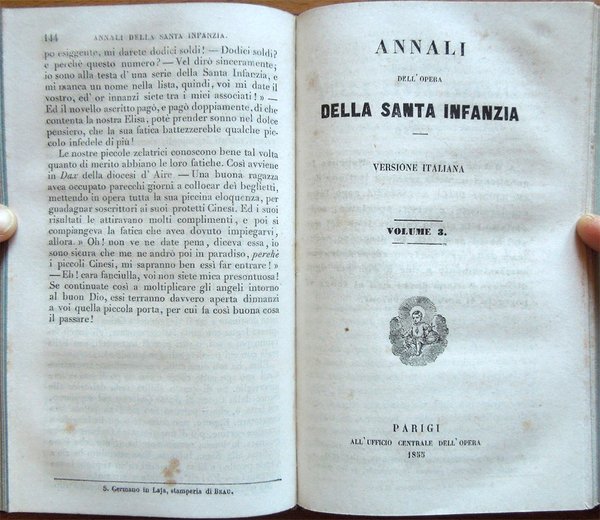 144 ANNALI DELLA SANTA INFANZIA.
po esigente, mi darete dodici soldi! — Dodici soldi?
e perchè questo numero? — Vel dirò sinceramente,
io sono alla testa d'una serie della Santa Infanzia, e
mi manca un nome nella lista, quindi, voi mi date il
vostro, ed' or innanzi siete tra i miei associati! » —
Ed il novello ascritto pagò, e pagò doppiamente, di che
contenta la nostra Elisa, potè prender sonno nel dolce
pensiero, che la sua fatica battezzerebbe qualche pic-
colo infedele di più!
Le nostre piccole zelatrici conoscono bene tal volta
quanto di merito abbiano le loro fatiche. Così avviene
in Dax della diocesi d' Aire — Una buona ragazza
avea occupato parecchi giorni a collocar dei beglietti,
mettendo in opera tutta la sua piccina eloquenza, per
guadagnar soscrittori ai suoi protetti Cinesi. Ed i suoi
risultati le attiravano molti complimenti, e poi si
compiangeva la fatica che avea dovuto impiegarvi,
allora. » Oh! non ve ne date pena, diceva essa, io
sono sicura che me ne andrò poi in paradiso, perchè
i piccoli Cinesi, mi sapranno ben essi far entrare! »
— Eh! cara fanciulla, voi non siete mica presontuosa!
Se continuate così a moltiplicare gli angeli intorno
al buon Dio, essi terranno davvero aperta dinnanzi
a voi quella piccola porta, per cui fa così buona cosa
il passare!
S. Germano in Laja, stamperia di BEAU.
ANNALI
DELL'OPERA
DELLA SANTA INFANZIA
VERSIONE ITALIANA
VOLUME 3.
PARIGI
ALL'UFFICIO CENTRALE DELL'OPERA
1855